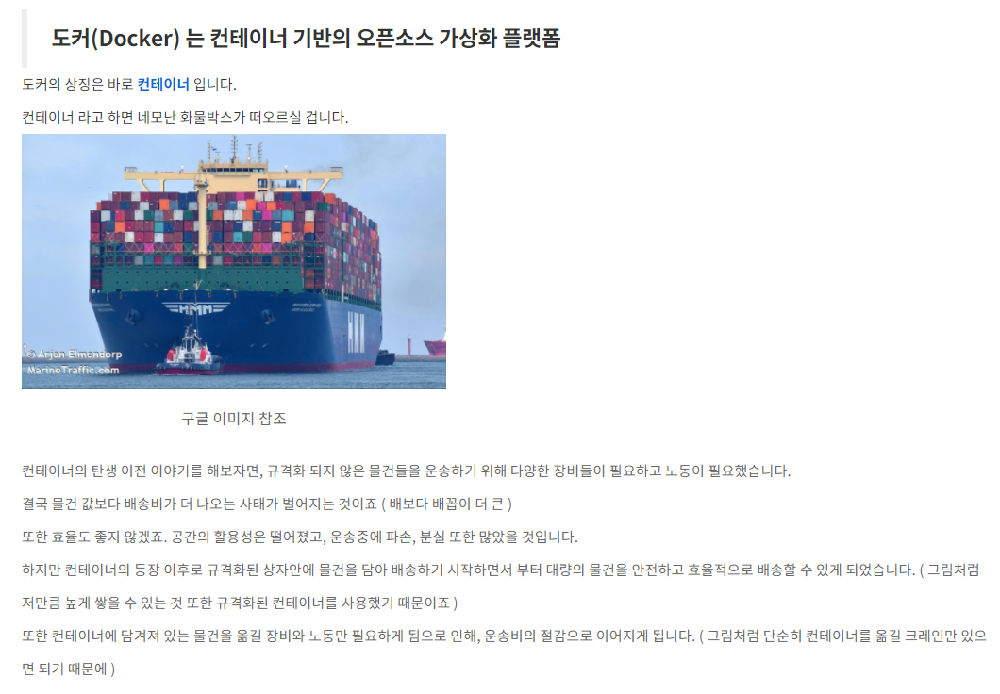 도커(Docker) 는 컨테이너 기반의 오픈소스 가상화 플랫폼
도커의 상징은 바로 컨테이너 입니다.
컨테이너 라고 하면 네모난 화물박스가 떠오르실 겁니다.
HMM
HMM
© Arjan Elmendorp
MarineTraffic.com
구글 이미지 참조
컨테이너의 탄생 이전 이야기를 해보자면, 규격화 되지 않은 물건들을 운송하기 위해 다양한 장비들이 필요하고 노동이 필요했습니다.
결국 물건 값보다 배송비가 더 나오는 사태가 벌어지는 것이죠 ( 배보다 배꼽이 더 큰 )
또한 효율도 좋지 않겠죠. 공간의 활용성은 떨어졌고, 운송중에 파손, 분실 또한 많았을 것입니다.
하지만 컨테이너의 등장 이후로 규격화된 상자안에 물건을 담아 배송하기 시작하면서 부터 대량의 물건을 안전하고 효율적으로 배송할 수 있게 되었습니다. ( 그림처럼
저만큼 높게 쌓을 수 있는 것 또한 규격화된 컨테이너를 사용했기 때문이죠 )
또한 컨테이너에 담겨져 있는 물건을 옮길 장비와 노동만 필요하게 됨으로 인해, 운송비의 절감으로 이어지게 됩니다. ( 그림처럼 단순히 컨테이너를 옮길 크레인만 있으
면 되기 때문에 )